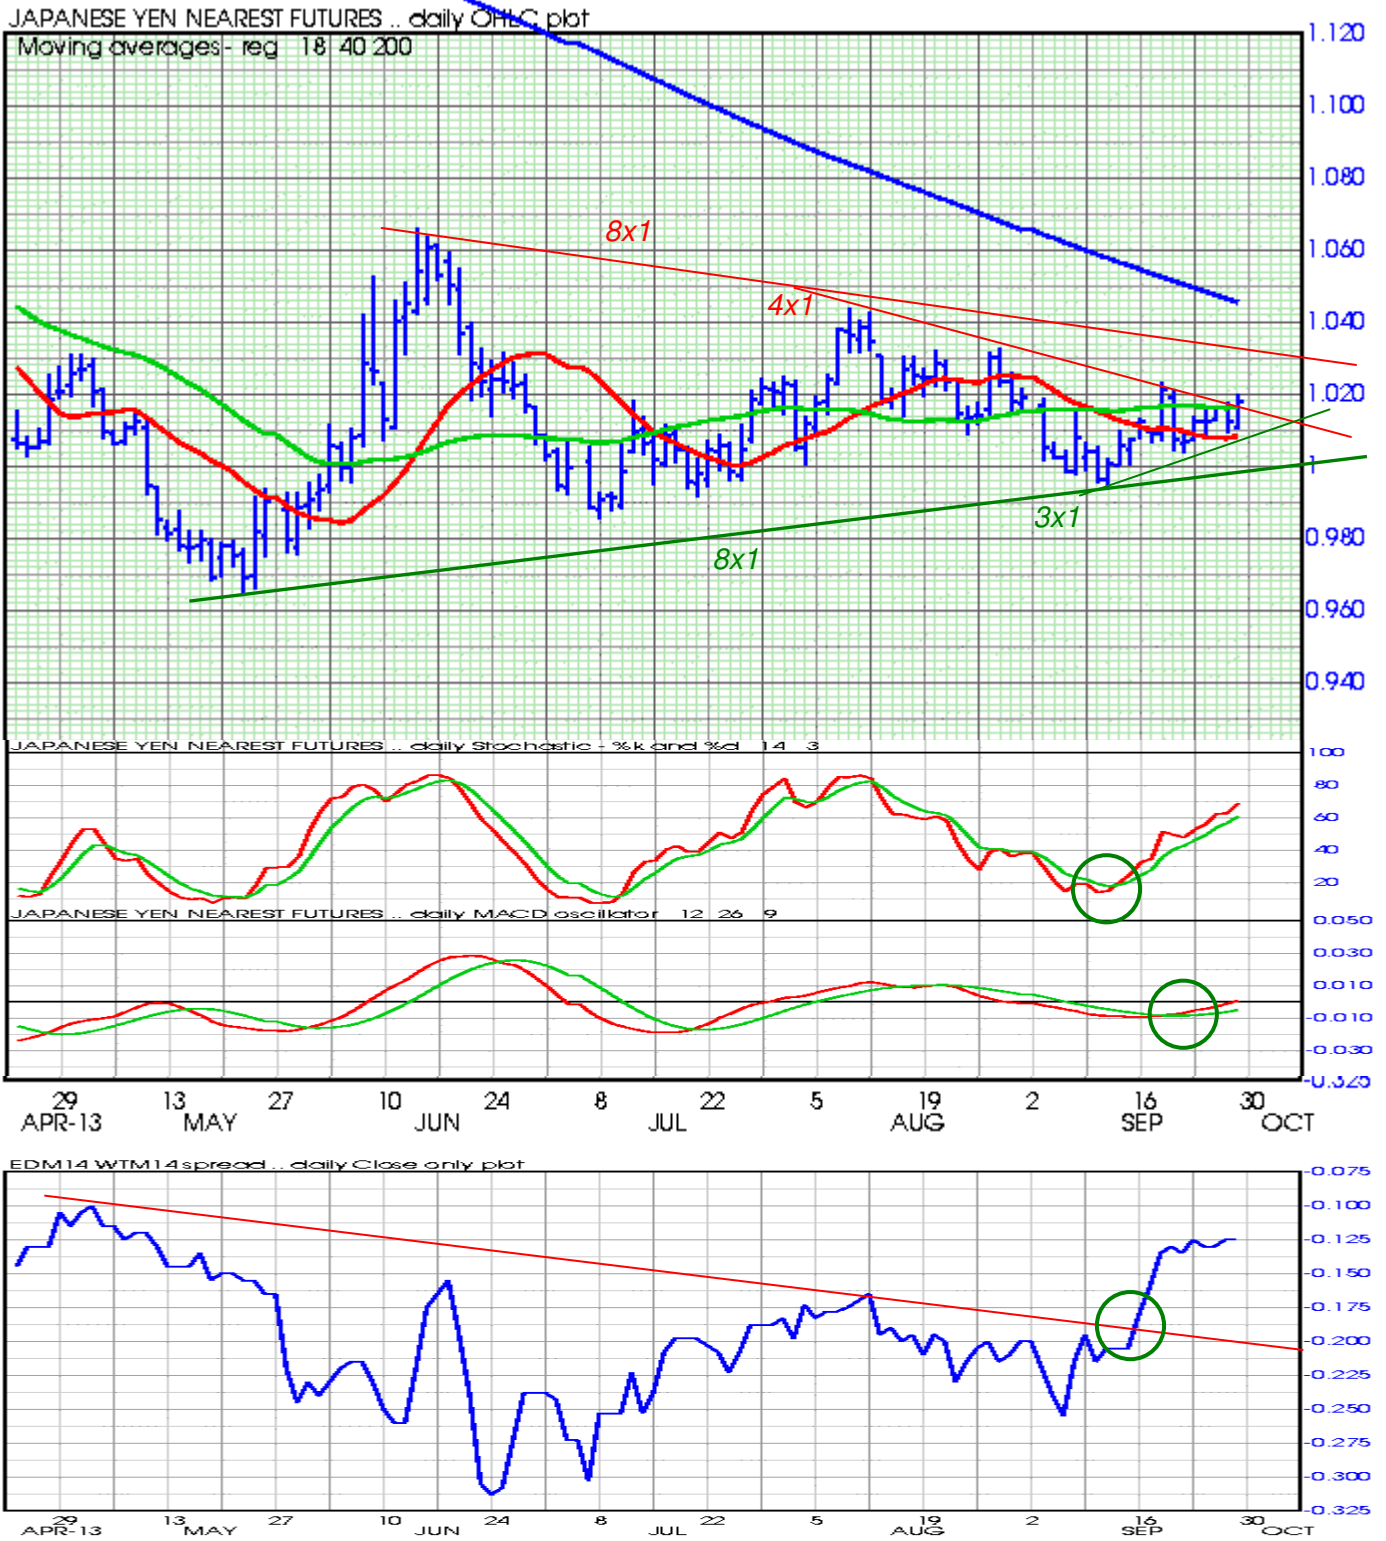 JAPANESE YEN NEAREST FUTURES .. daily OHLC plot
Moving averages- reg 18 40 200
1.120
1.100
1.080
1.060
1.040
1.020
1
0.980
0.960
0.940
8x1
4x1
3x1
8x1
JAPANESE YEN NEAREST FUTURES .. daily Stochastic - %k and %d 14 3
100
80
60
40
20
JAPANESE YEN NEAREST FUTURES .. daily MACD oscillator 12 26 9
0.050
0.030
0.010
-0.010
-0.030
29 13 27 10 24 8 22 5 19 2 16 30
APR-13 MAY JUN JUL AUG SEP OCT
EDM14 WTM14 spread .. daily Close only plot
-0.075
-0.100
-0.125
-0.150
-0.175
-0.200
-0.225
-0.250
-0.275
-0.300
-0.325
29 13 27 10 24 8 22 5 19 2 16 30
APR-13 MAY JUN JUL AUG SEP OCT